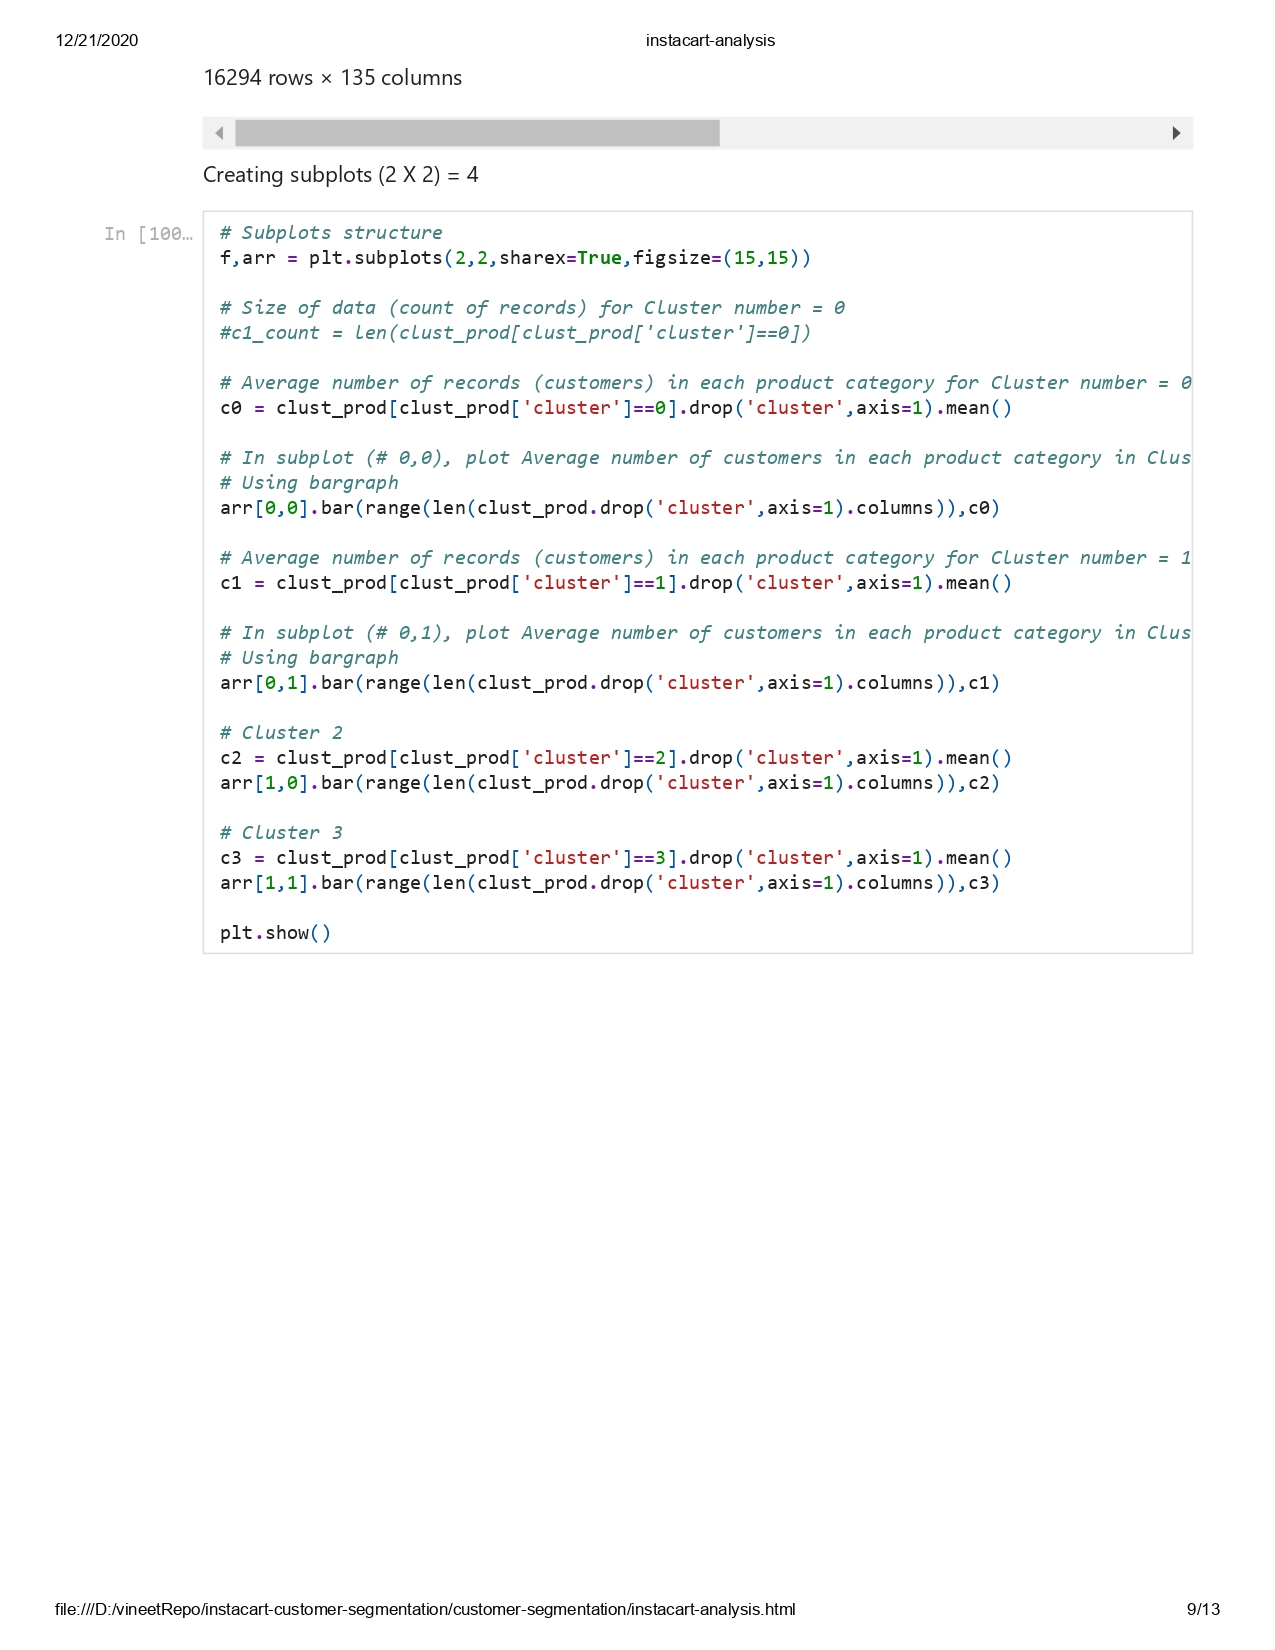 12/21/2020 instacart-analysis
16294 rows × 135 columns
Creating subplots (2 X 2) = 4
In [100…
# Subplots structure
f,arr = plt.subplots(2,2,sharex=True,figsize=(15,15))
# Size of data (count of records) for Cluster number = 0
#c1_count = len(clust_prod[clust_prod['cluster']==0])
# Average number of records (customers) in each product category for Cluster number = 0
c0 = clust_prod[clust_prod['cluster']==0].drop('cluster',axis=1).mean()
# In subplot (# 0,0), plot Average number of customers in each product category in Clus
# Using bargraph
arr[0,0].bar(range(len(clust_prod.drop('cluster',axis=1).columns)),c0)
# Average number of records (customers) in each product category for Cluster number = 1
c1 = clust_prod[clust_prod['cluster']==1].drop('cluster',axis=1).mean()
# In subplot (# 0,1), plot Average number of customers in each product category in Clus
# Using bargraph
arr[0,1].bar(range(len(clust_prod.drop('cluster',axis=1).columns)),c1)
# Cluster 2
c2 = clust_prod[clust_prod['cluster']==2].drop('cluster',axis=1).mean()
arr[1,0].bar(range(len(clust_prod.drop('cluster',axis=1).columns)),c2)
# Cluster 3
c3 = clust_prod[clust_prod['cluster']==3].drop('cluster',axis=1).mean()
arr[1,1].bar(range(len(clust_prod.drop('cluster',axis=1).columns)),c3)
plt.show()
file:///D:/vineetRepo/instacart-customer-segmentation/customer-segmentation/instacart-analysis.html 9/13